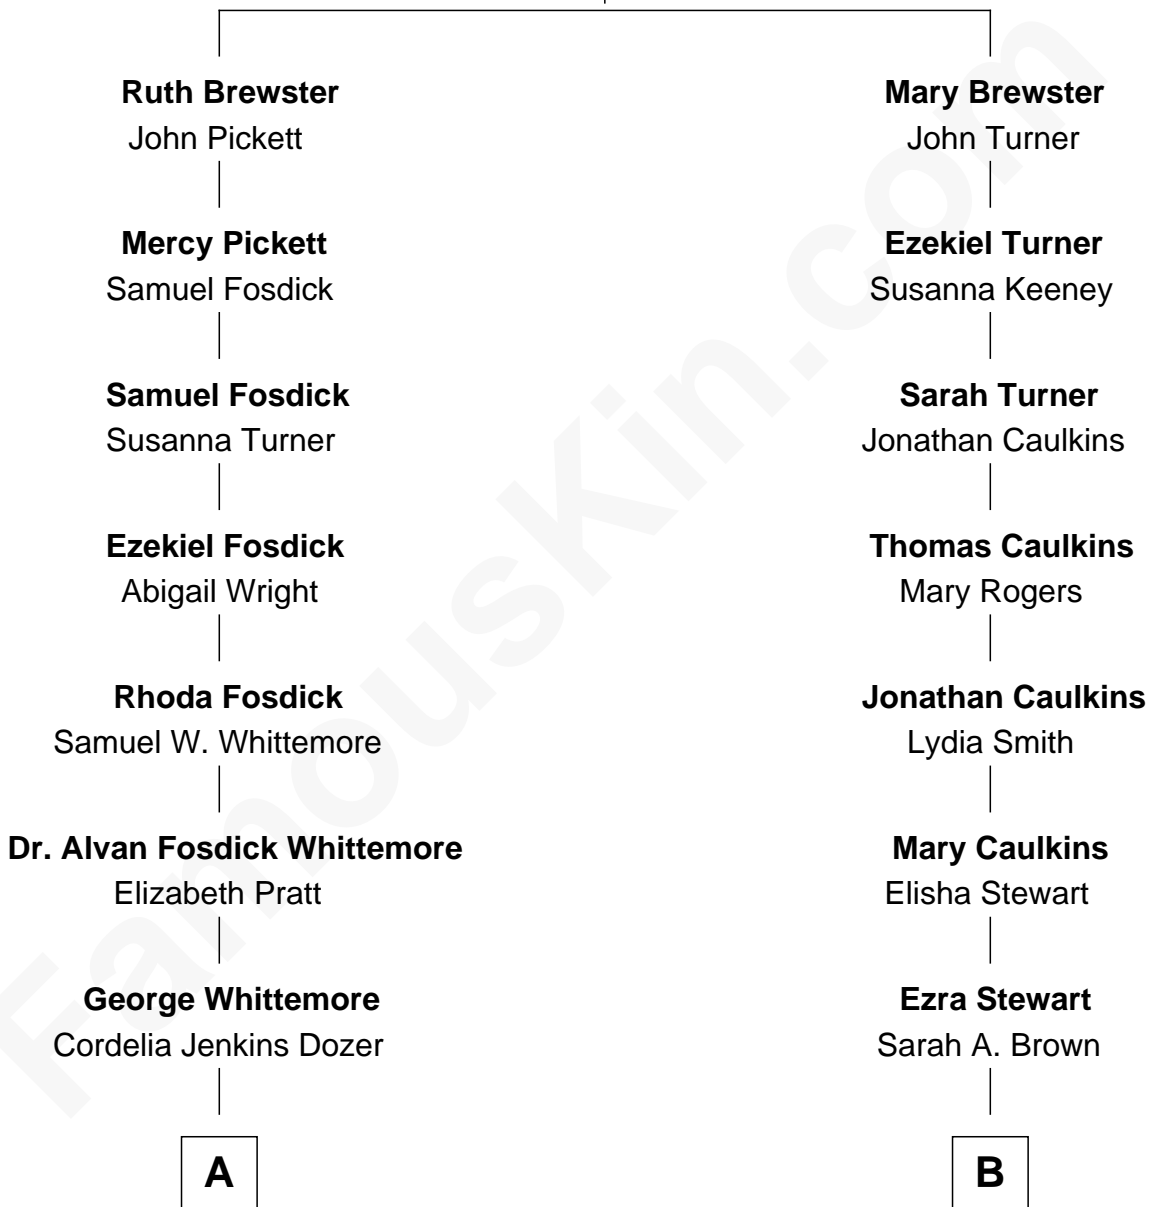 Ruth Brewster
John Pickett
Mercy Pickett
Samuel Fosdick
Samuel Fosdick
Susanna Turner
Ezekiel Fosdick
Abigail Wright
Rhoda Fosdick
Samuel W. Whittemore
Dr. Alvan Fosdick Whittemore
Elizabeth Pratt
George Whittemore
Cordelia Jenkins Dozer
A
Mary Brewster
John Turner
Ezekiel Turner
Susanna Keeney
Sarah Turner
Jonathan Caulkins
Thomas Caulkins
Mary Rogers
Jonathan Caulkins
Lydia Smith
Mary Caulkins
Elisha Stewart
Ezra Stewart
Sarah A. Brown
B
FamousKin.com